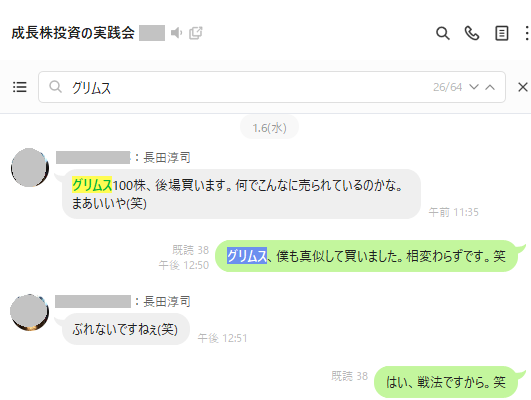 成長株投資の実践会
グリムス
26/64
1.6(水)
：長田淳司
グリムス100株、後場買います。何でこんなに売られているのかな。
まあいいや(笑)
午前 11:35
既読 38
午後 12:50
グリムス、僕も真似して買いました。相変わらずです。笑
：長田淳司
ぶれないですねぇ(笑)
午後 12:51
既読 38
はい、戦法ですから。笑